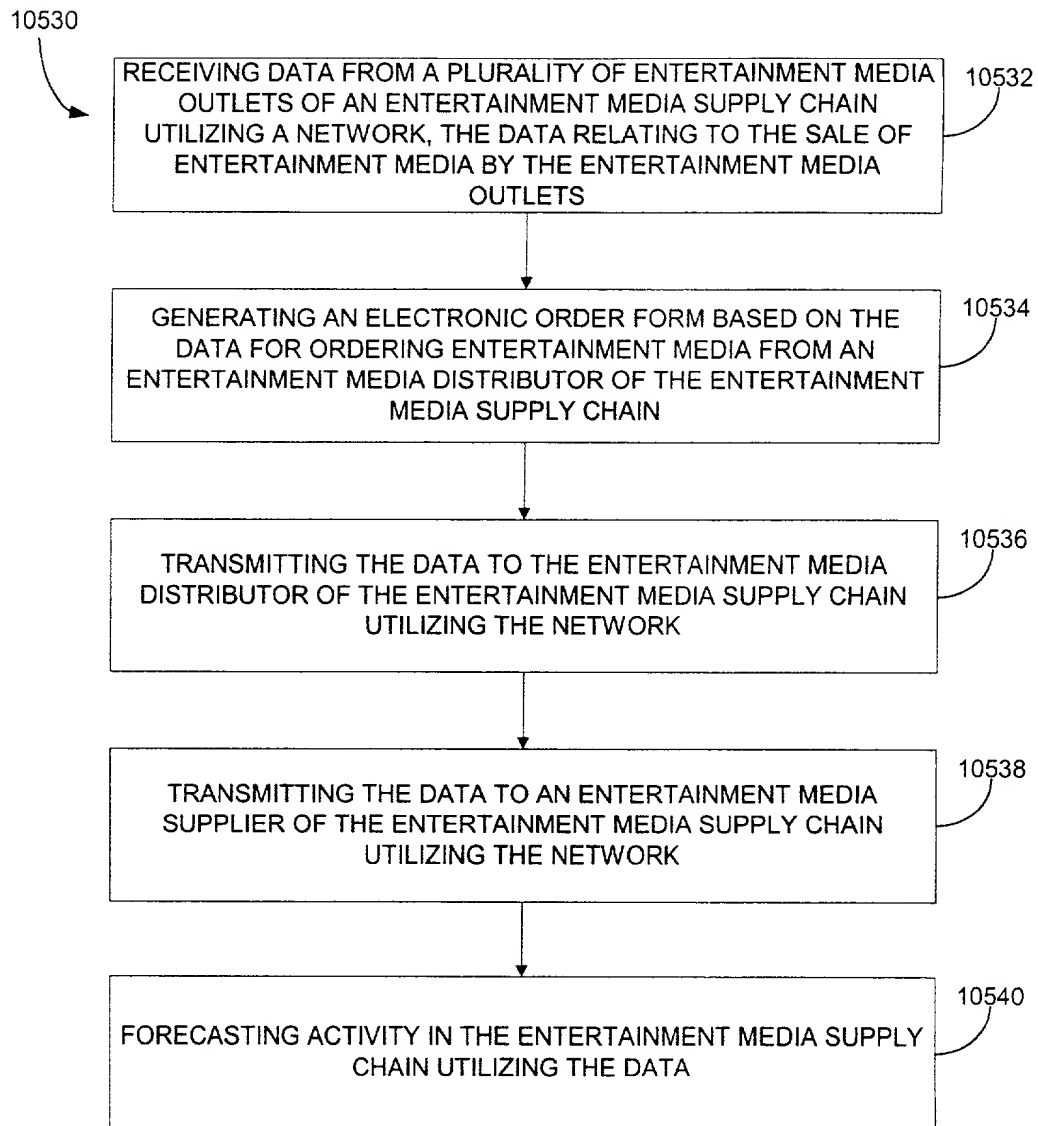 10530
RECEIVING DATA FROM A PLURALITY OF ENTERTAINMENT MEDIA
OUTLETS OF AN ENTERTAINMENT MEDIA SUPPLY CHAIN
UTILIZING A NETWORK, THE DATA RELATING TO THE SALE OF
ENTERTAINMENT MEDIA BY THE ENTERTAINMENT MEDIA
OUTLETS
10532
GENERATING AN ELECTRONIC ORDER FORM BASED ON THE
DATA FOR ORDERING ENTERTAINMENT MEDIA FROM AN
ENTERTAINMENT MEDIA DISTRIBUTOR OF THE ENTERTAINMENT
MEDIA SUPPLY CHAIN
10534
TRANSMITTING THE DATA TO THE ENTERTAINMENT MEDIA
DISTRIBUTOR OF THE ENTERTAINMENT MEDIA SUPPLY CHAIN
UTILIZING THE NETWORK
10536
TRANSMITTING THE DATA TO AN ENTERTAINMENT MEDIA
SUPPLIER OF THE ENTERTAINMENT MEDIA SUPPLY CHAIN
UTILIZING THE NETWORK
10538
FORECASTING ACTIVITY IN THE ENTERTAINMENT MEDIA SUPPLY
CHAIN UTILIZING THE DATA
10540